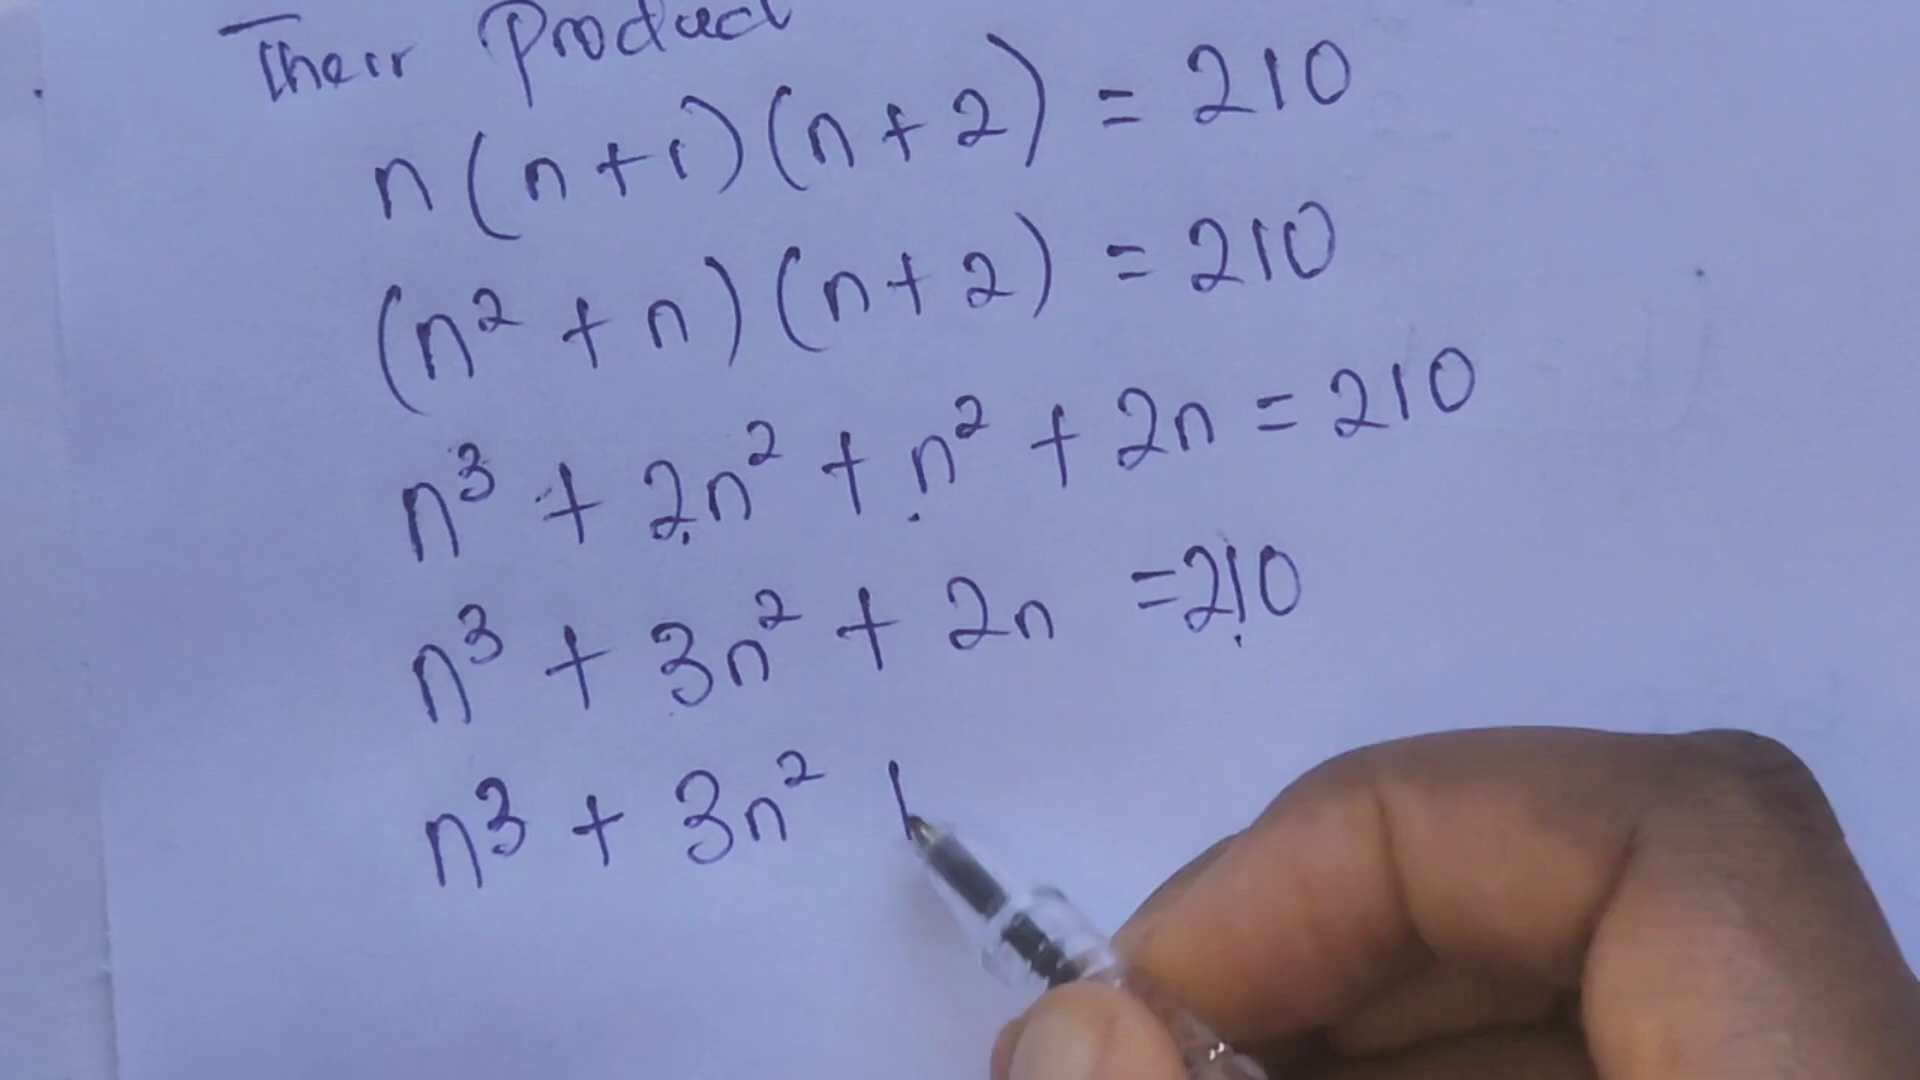 Their Product
n(n+1)(n+2) = 210
(n² + n)(n+2) = 210
n³ + 2n² + n² + 2n = 210
n³ + 3n² + 2n = 210
n³ + 3n²